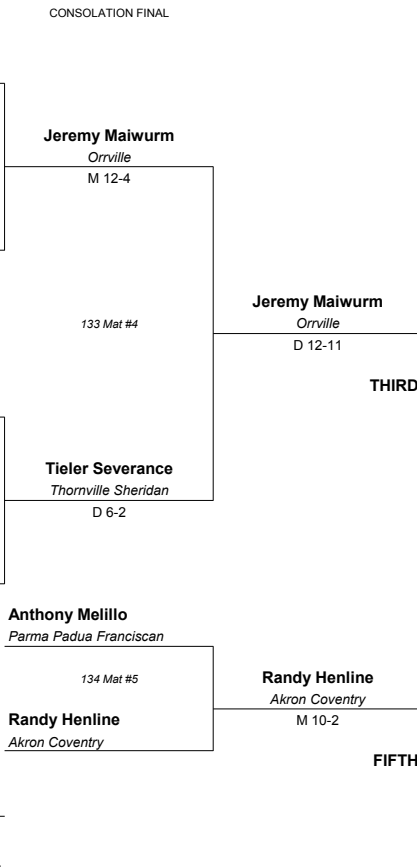 CONSOLATION FINAL
Jeremy Maiwurm
Orrville
M 12-4
133 Mat #4
Jeremy Maiwurm
Orrville
D 12-11
THIRD
Tieler Severance
Thornville Sheridan
D 6-2
Anthony Melillo
Parma Padua Franciscan
134 Mat #5
Randy Henline
Akron Coventry
M 10-2
Randy Henline
Akron Coventry
FIFTH